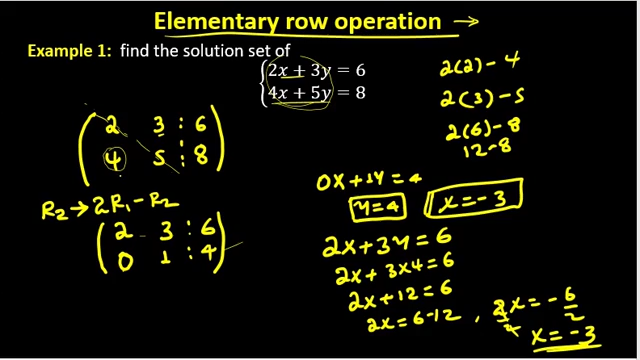 Elementary row operation →
Example 1: find the solution set of
{2x + 3y = 6
4x + 5y = 8
2(2) - 4
2(3) - 5
2(6) - 8
12 - 8
(2 3 : 6
4 5 : 8)
R₂ → 2R₁ - R₂
(2 3 : 6
0 1 : 4)
0x + 1y = 4
y = 4
x = -3
2x + 3y = 6
2x + 3x4 = 6
2x + 12 = 6
2x = 6-12 ,
2x/2 = -6/2
x = -3